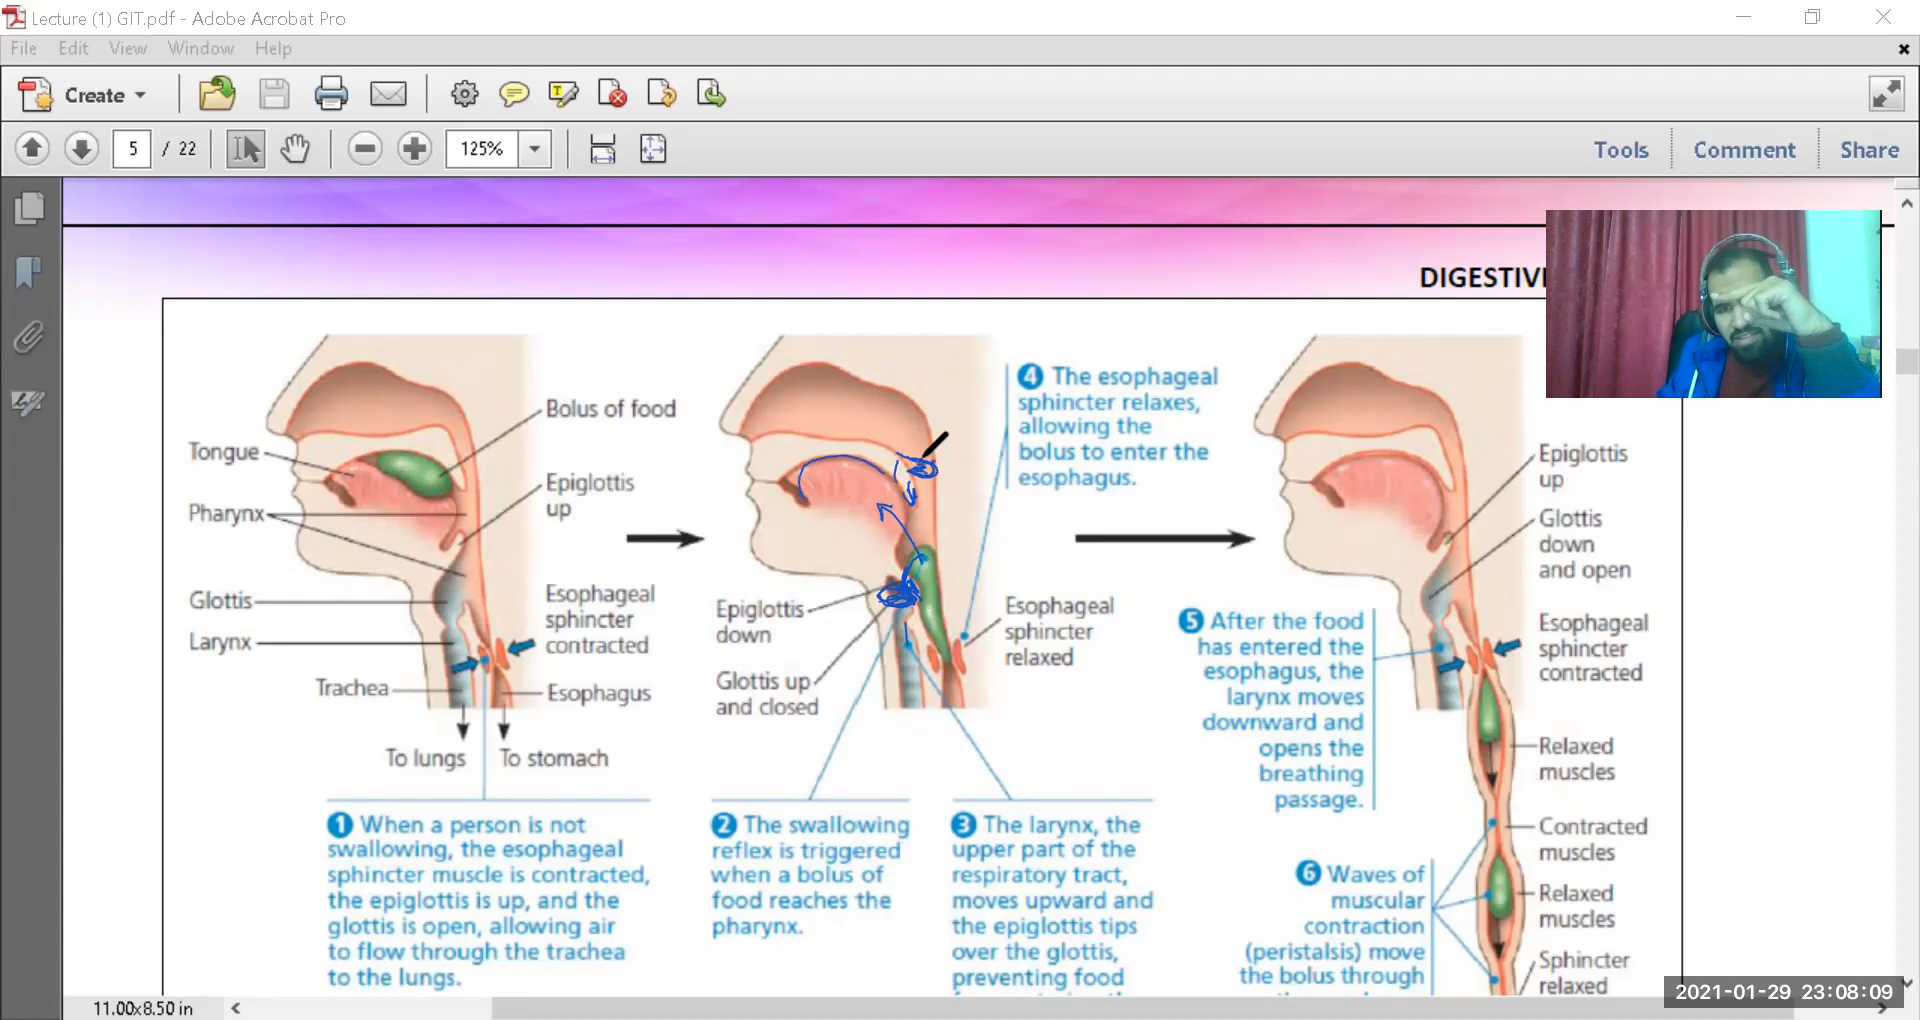 Lecture (1) GIT.pdf - Adobe Acrobat Pro
File Edit View Window Help
Create
5 / 22
125%
Tools Comment Share
DIGESTIV
Bolus of food
Tongue
Epiglottis
up
Pharynx
Glottis
Esophageal
sphincter
contracted
Larynx
Trachea
Esophagus
To lungs
To stomach
1 When a person is not
swallowing, the esophageal
sphincter muscle is contracted,
the epiglottis is up, and the
glottis is open, allowing air
to flow through the trachea
to the lungs.
4 The esophageal
sphincter relaxes,
allowing the
bolus to enter the
esophagus.
Epiglottis
down
Esophageal
sphincter
relaxed
Glottis up
and closed
2 The swallowing
reflex is triggered
when a bolus of
food reaches the
pharynx.
3 The larynx, the
upper part of the
respiratory tract,
moves upward and
the epiglottis tips
over the glottis,
preventing food
Epiglottis
up
Glottis
down
and open
5 After the food
has entered the
esophagus, the
larynx moves
downward and
opens the
breathing
passage.
Esophageal
sphincter
contracted
Relaxed
muscles
Contracted
muscles
6 Waves of
muscular
contraction
(peristalsis) move
the bolus through
Relaxed
muscles
Sphincter
relaxed
11.00x8.50 in
2021-01-29 23:08:09